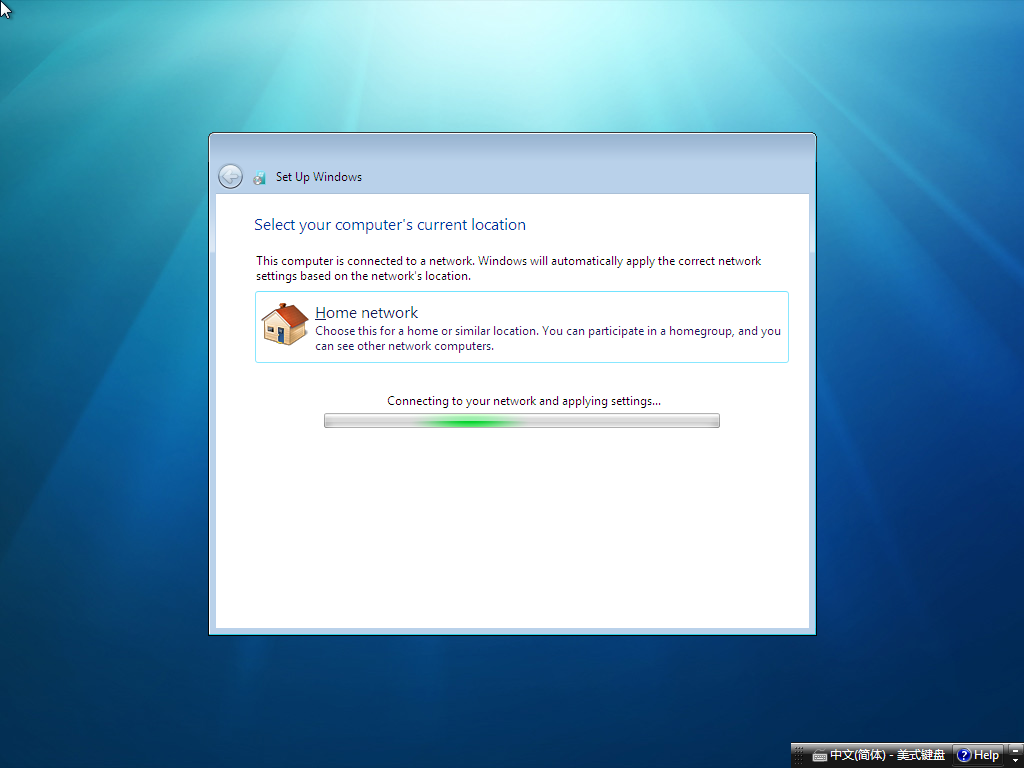 Set Up Windows
Select your computer's current location
This computer is connected to a network. Windows will automatically apply the correct network
settings based on the network's location.
Home network
Choose this for a home or similar location. You can participate in a homegroup, and you
can see other network computers.
Connecting to your network and applying settings...
中文(简体) - 美式键盘 Help